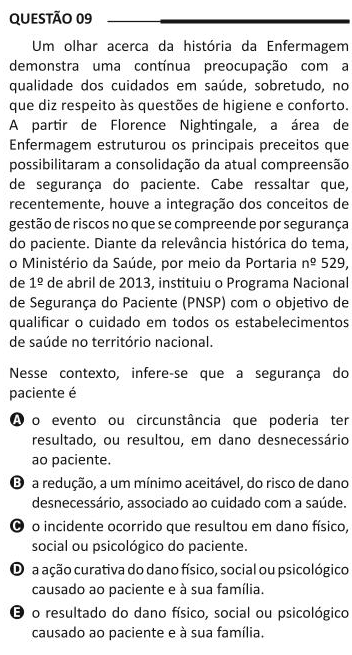 QUESTÃO 09
Um olhar acerca da história da Enfermagem
demonstra uma contínua preocupação com a
qualidade dos cuidados em saúde, sobretudo, no
que diz respeito às questões de higiene e conforto.
A partir de Florence Nightingale, a área de
Enfermagem estruturou os principais preceitos que
possibilitaram a consolidação da atual compreensão
de segurança do paciente. Cabe ressaltar que,
recentemente, houve a integração dos conceitos de
gestão de riscos no que se compreende por segurança
do paciente. Diante da relevância histórica do tema,
o Ministério da Saúde, por meio da Portaria nº 529,
de 1º de abril de 2013, instituiu o Programa Nacional
de Segurança do Paciente (PNSP) com o objetivo de
qualificar o cuidado em todos os estabelecimentos
de saúde no território nacional.
Nesse contexto, infere-se que a segurança do
paciente é
A o evento ou circunstância que poderia ter
resultado, ou resultou, em dano desnecessário
ao paciente.
B a redução, a um mínimo aceitável, do risco de dano
desnecessário, associado ao cuidado com a saúde.
C o incidente ocorrido que resultou em dano físico,
social ou psicológico do paciente.
D a ação curativa do dano físico, social ou psicológico
causado ao paciente e à sua família.
E o resultado do dano físico, social ou psicológico
causado ao paciente e à sua família.